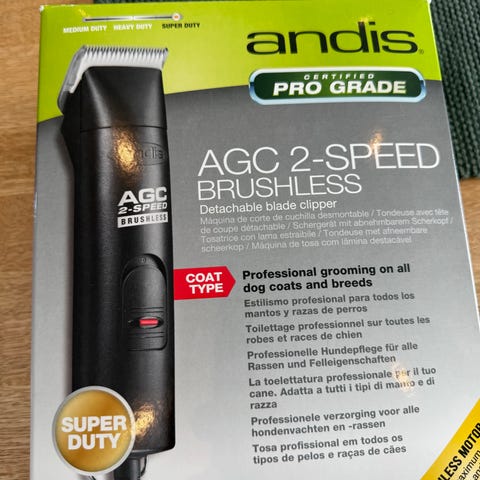 MEDIUM DUTY HEAVY DUTY SUPER DUTY
andis®
CERTIFIED
PRO GRADE
AGC 2-SPEED
BRUSHLESS
Detachable blade clipper
Máquina de corte de cuchilla desmontable / Tondeuse avec tête
de coupe détachable / Schergerät mit abnehmbarem Scherkopf /
Tosatrice con lama estraibile / Tondeuse met afneembare
scheerkop / Máquina de tosa com lâmina destacável
andis
AGC
2-SPEED
BRUSHLESS
COAT
TYPE
Professional grooming on all
dog coats and breeds
Estilismo profesional para todos los
mantos y razas de perros
Toilettage professionnel sur toutes les
robes et races de chien
Professionelle Hundepflege für alle
Rassen und Felleigenschaften
La toelettatura professionale per il tuo
cane. Adatta a tutti i tipi di manto e di
razza
Professionele verzorging voor alle
hondenvachten en -rassen
Tosa profissional em todos os
tipos de pelos e raças de cães
SUPER
DUTY
MOTOR